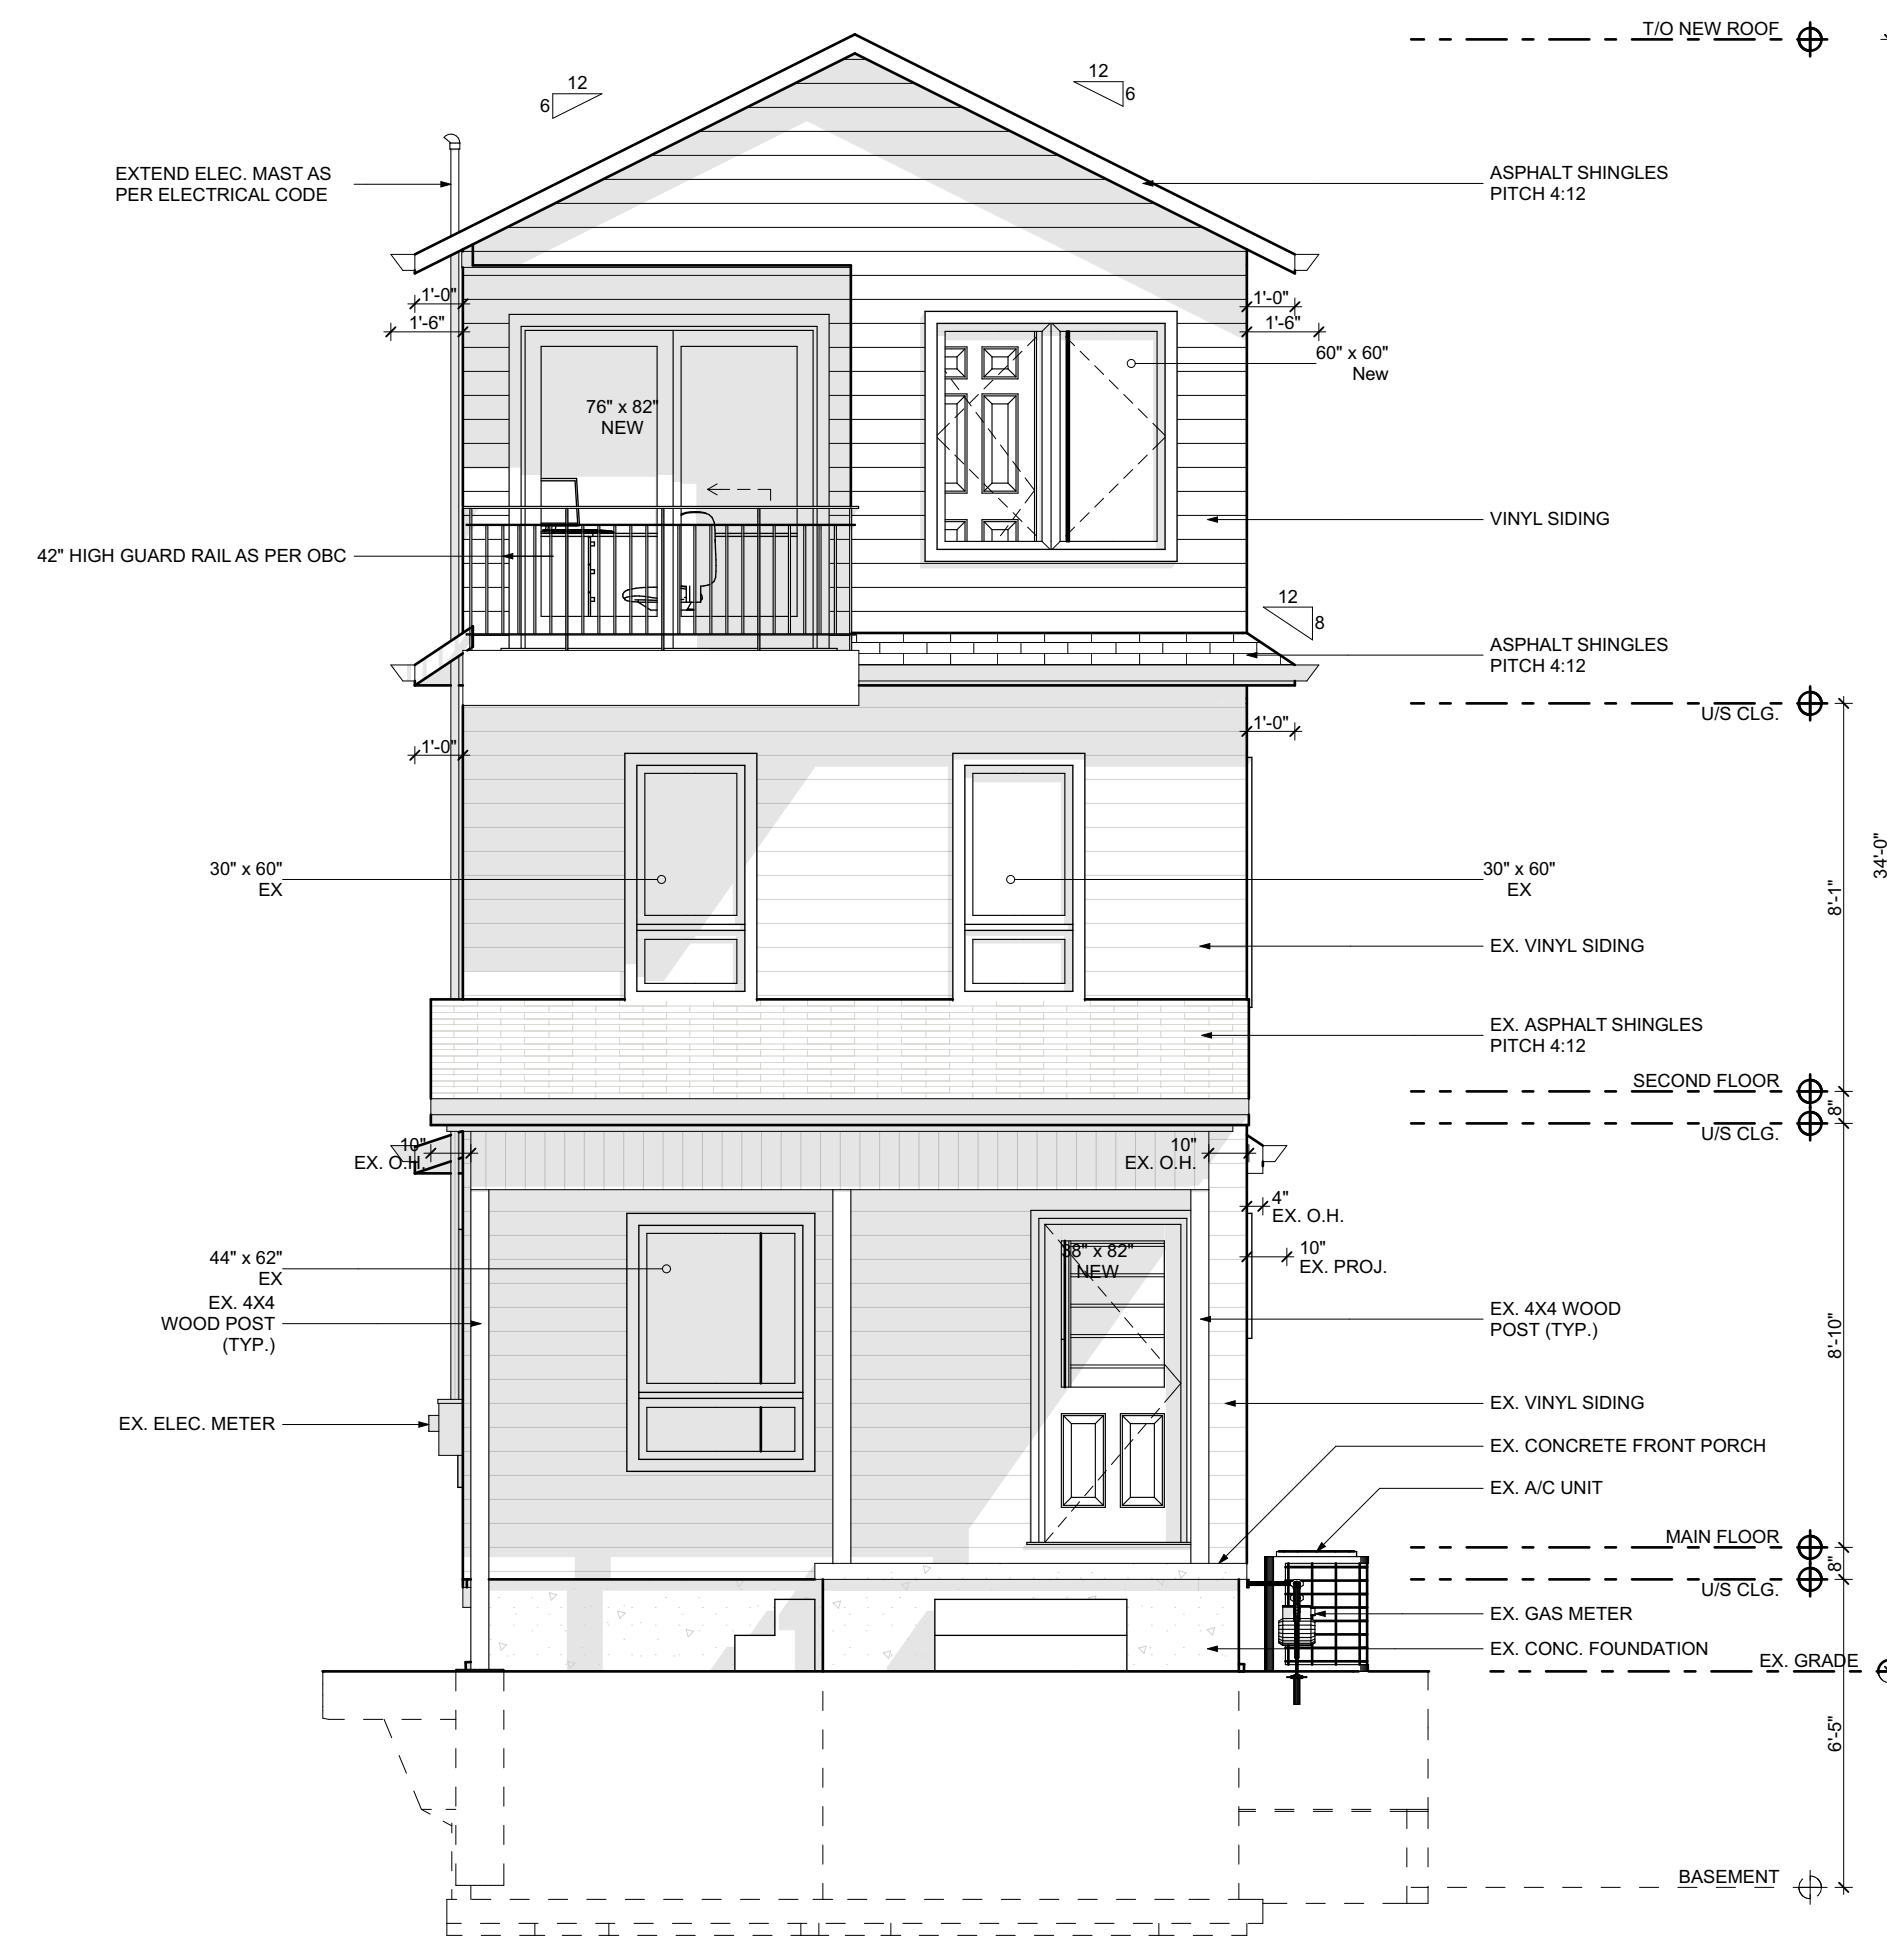 T/O NEW ROOF
12
6
12
6
EXTEND ELEC. MAST AS
PER ELECTRICAL CODE
ASPHALT SHINGLES
PITCH 4:12
1'-0"
1'-6"
1'-0"
1'-6"
60" x 60"
New
76" x 82"
NEW
VINYL SIDING
42" HIGH GUARD RAIL AS PER OBC
12
8
ASPHALT SHINGLES
PITCH 4:12
U/S CLG.
1'-0"
1'-0"
34'-0"
8'-1"
30" x 60"
EX
30" x 60"
EX
EX. VINYL SIDING
EX. ASPHALT SHINGLES
PITCH 4:12
SECOND FLOOR
8"
U/S CLG.
10"
EX. O.H.
10"
EX. O.H.
4"
EX. O.H.
10"
EX. PROJ.
38" x 82"
NEW
44" x 62"
EX
EX. 4X4
WOOD POST
(TYP.)
EX. 4X4 WOOD
POST (TYP.)
8'-10"
EX. VINYL SIDING
EX. ELEC. METER
EX. CONCRETE FRONT PORCH
EX. A/C UNIT
MAIN FLOOR
8"
U/S CLG.
EX. GAS METER
EX. CONC. FOUNDATION
EX. GRADE
6'-5"
BASEMENT